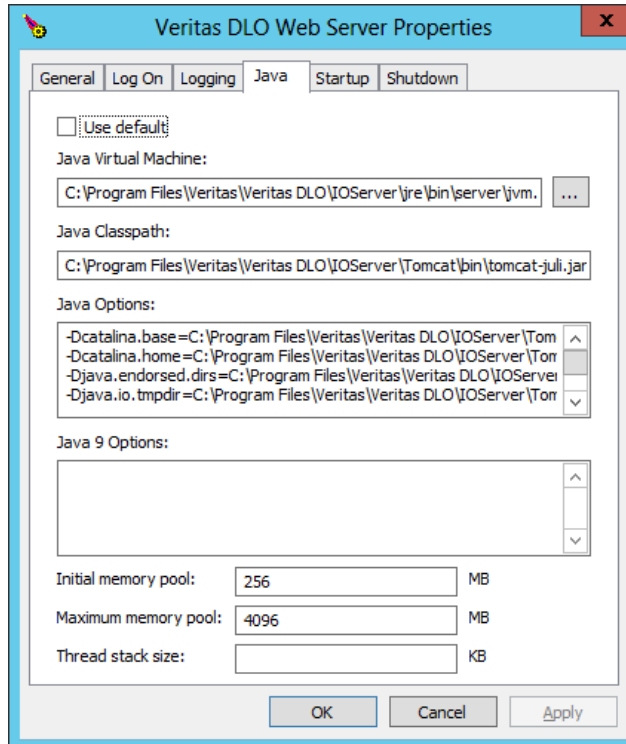 Veritas DLO Web Server Properties
x
General Log On Logging Java Startup Shutdown
Use default
Java Virtual Machine:
C:\Program Files\Veritas\Veritas DLO\IOServer\jre\bin\server\jvm.
...
Java Classpath:
C:\Program Files\Veritas\Veritas DLO\IOServer\Tomcat\bin\tomcat-juli.jar
Java Options:
-Dcatalina.base=C:\Program Files\Veritas\Veritas DLO\IOServer\Tom
-Dcatalina.home=C:\Program Files\Veritas\Veritas DLO\IOServer\Tom
-Djava.endorsed.dirs=C:\Program Files\Veritas\Veritas DLO\IOServer
-Djava.io.tmpdir=C:\Program Files\Veritas\Veritas DLO\IOServer\Tom
Java 9 Options:
Initial memory pool: 256 MB
Maximum memory pool: 4096 MB
Thread stack size: KB
OK Cancel Apply